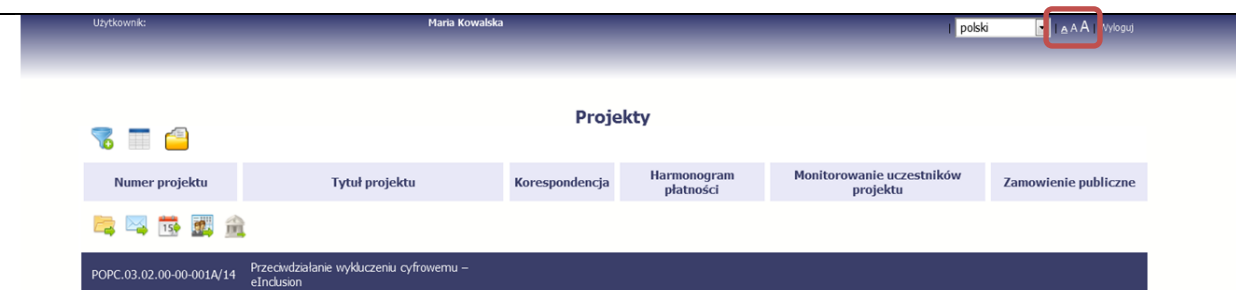 Użytkownik: Maria Kowalska | polski | A A A | Wyloguj
Projekty
Numer projektu Tytuł projektu Korespondencja Harmonogram płatności Monitorowanie uczestników projektu Zamowienie publiczne
15
POPC.03.02.00-00-001A/14 Przeciwdziałanie wykluczeniu cyfrowemu –
eInclusion